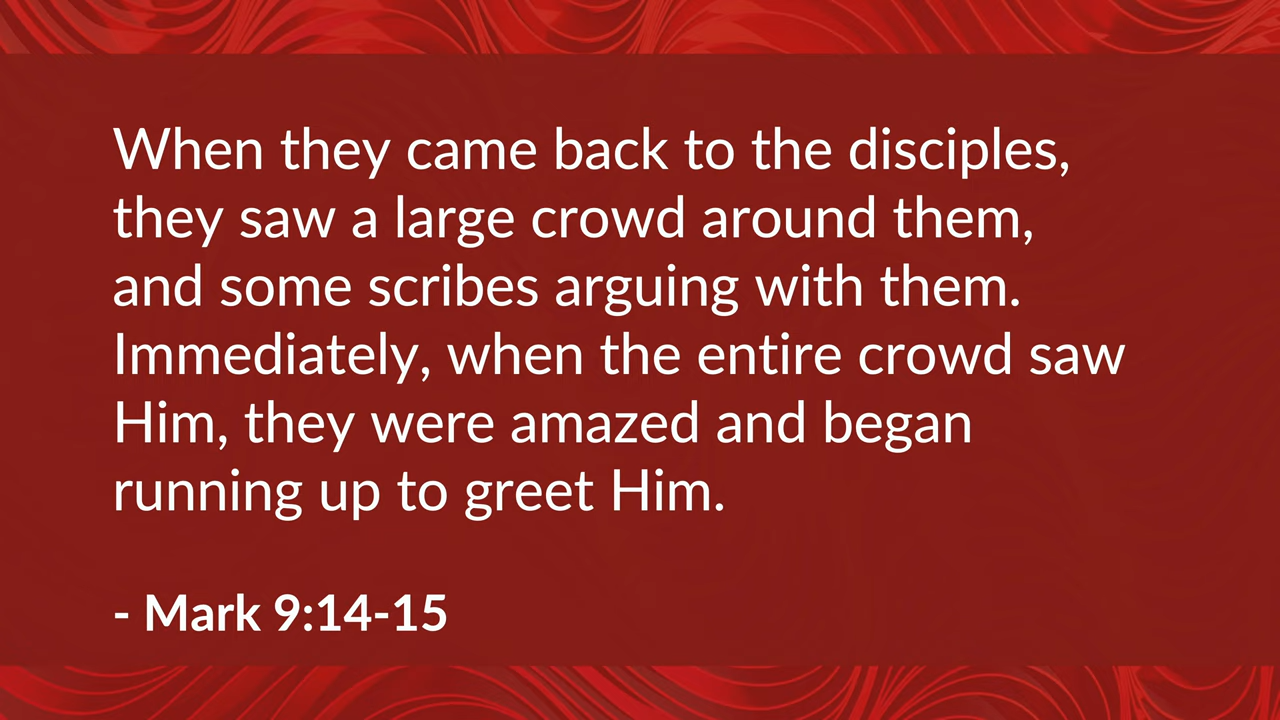 When they came back to the disciples,
they saw a large crowd around them,
and some scribes arguing with them.
Immediately, when the entire crowd saw
Him, they were amazed and began
running up to greet Him.
- Mark 9:14-15